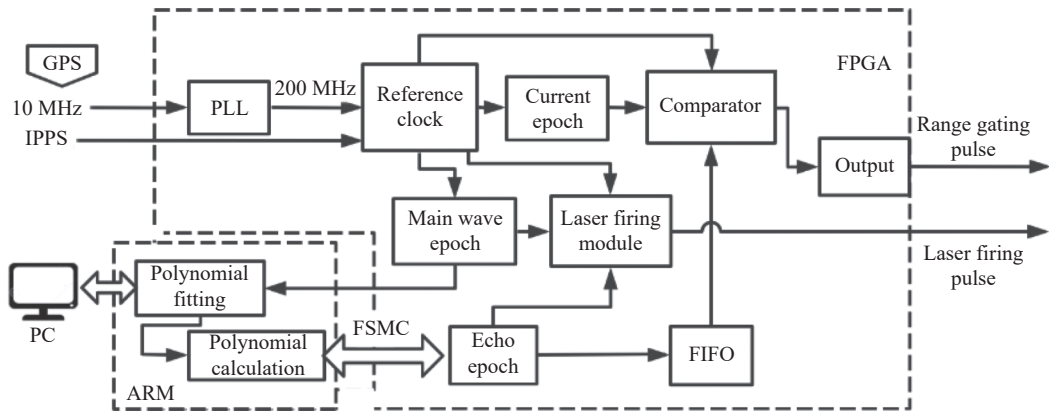 GPS
10 MHz
IPPS
PLL
200 MHz
Reference
clock
Current
epoch
Comparator
FPGA
Output
Range gating
pulse
Main wave
epoch
Laser firing
module
Laser firing
pulse
PC
Polynomial
fitting
Polynomial
calculation
ARM
FSMC
Echo
epoch
FIFO